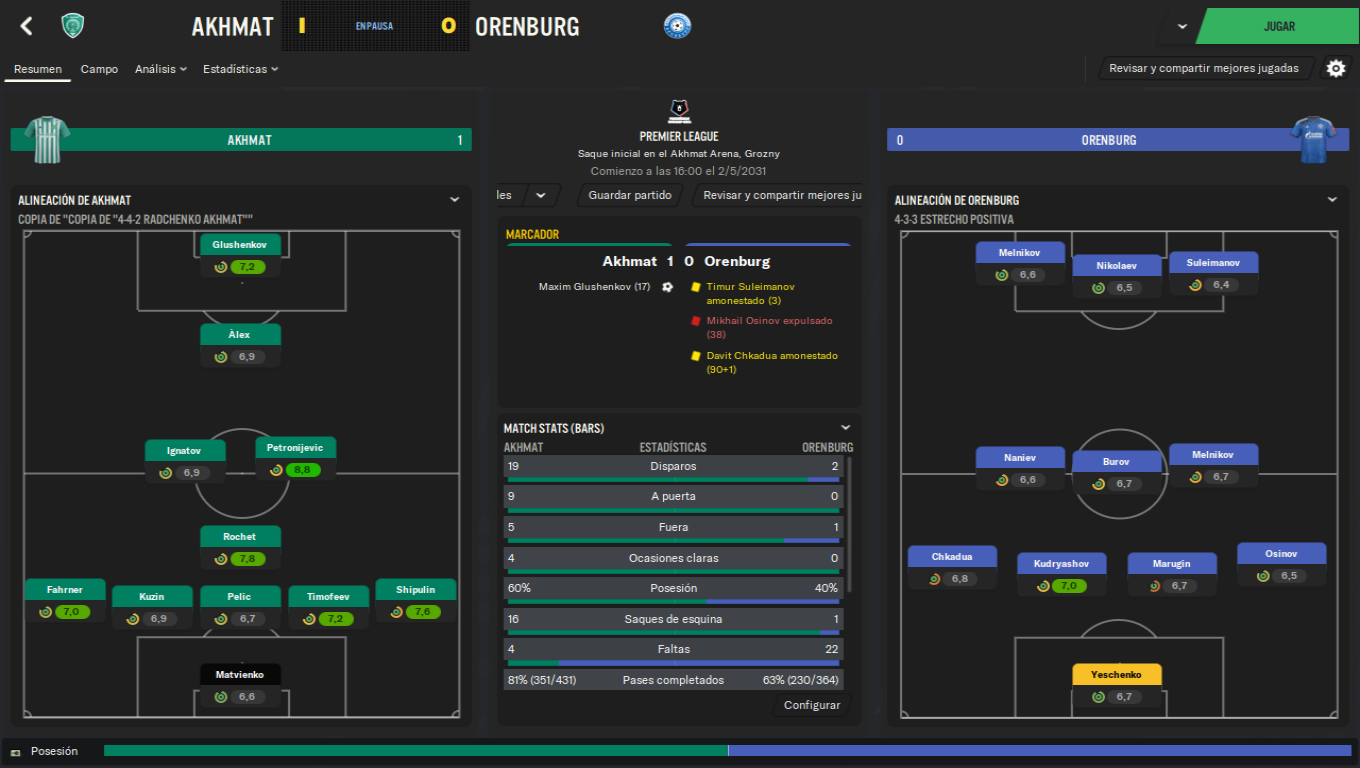 AKHMAT 1 EN PAUSA 0 ORENBURG
JUGAR
Resumen Campo Análisis Estadísticas
Revisar y compartir mejores jugadas
AKHMAT 1
PREMIER LEAGUE
Saque inicial en el Akhmat Arena, Grozny
Comienzo a las 16:00 el 2/5/2031
les Guardar partido Revisar y compartir mejores ju
0 ORENBURG
ALINEACIÓN DE AKHMAT
COPIA DE "COPIA DE "4-4-2 RADCHENKO AKHMAT""
Glushenkov
7,2
Àlex
6,9
Ignatov
6,9
Petronijevic
8,8
Rochet
7,8
Fahrner
7,0
Kuzin
6,9
Pelic
6,7
Timofeev
7,2
Shipulin
7,6
Matvienko
6,6
MARCADOR
Akhmat 1 0 Orenburg
Maxim Glushenkov (17)
Timur Suleimanov
amonestado (3)
Mikhail Osinov expulsado
(38)
Davit Chkadua amonestado
(90+1)
MATCH STATS (BARS)
AKHMAT ESTADÍSTICAS ORENBURG
19 Disparos 2
9 A puerta 0
5 Fuera 1
4 Ocasiones claras 0
60% Posesión 40%
16 Saques de esquina 1
4 Faltas 22
81% (351/431) Pases completados 63% (230/364)
Configurar
ALINEACIÓN DE ORENBURG
4-3-3 ESTRECHO POSITIVA
Melnikov
6,6
Nikolaev
6,5
Suleimanov
6,4
Naniev
6,6
Burov
6,7
Melnikov
6,7
Chkadua
6,8
Kudryashov
7,0
Marugin
6,7
Osinov
6,5
Yeschenko
6,7
Posesión